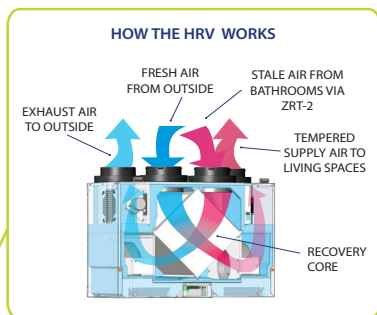 HOW THE HRV WORKS
FRESH AIR
FROM OUTSIDE
STALE AIR FROM
BATHROOMS VIA
ZRT-2
EXHAUST AIR
TO OUTSIDE
TEMPERED
SUPPLY AIR TO
LIVING SPACES
RECOVERY
CORE